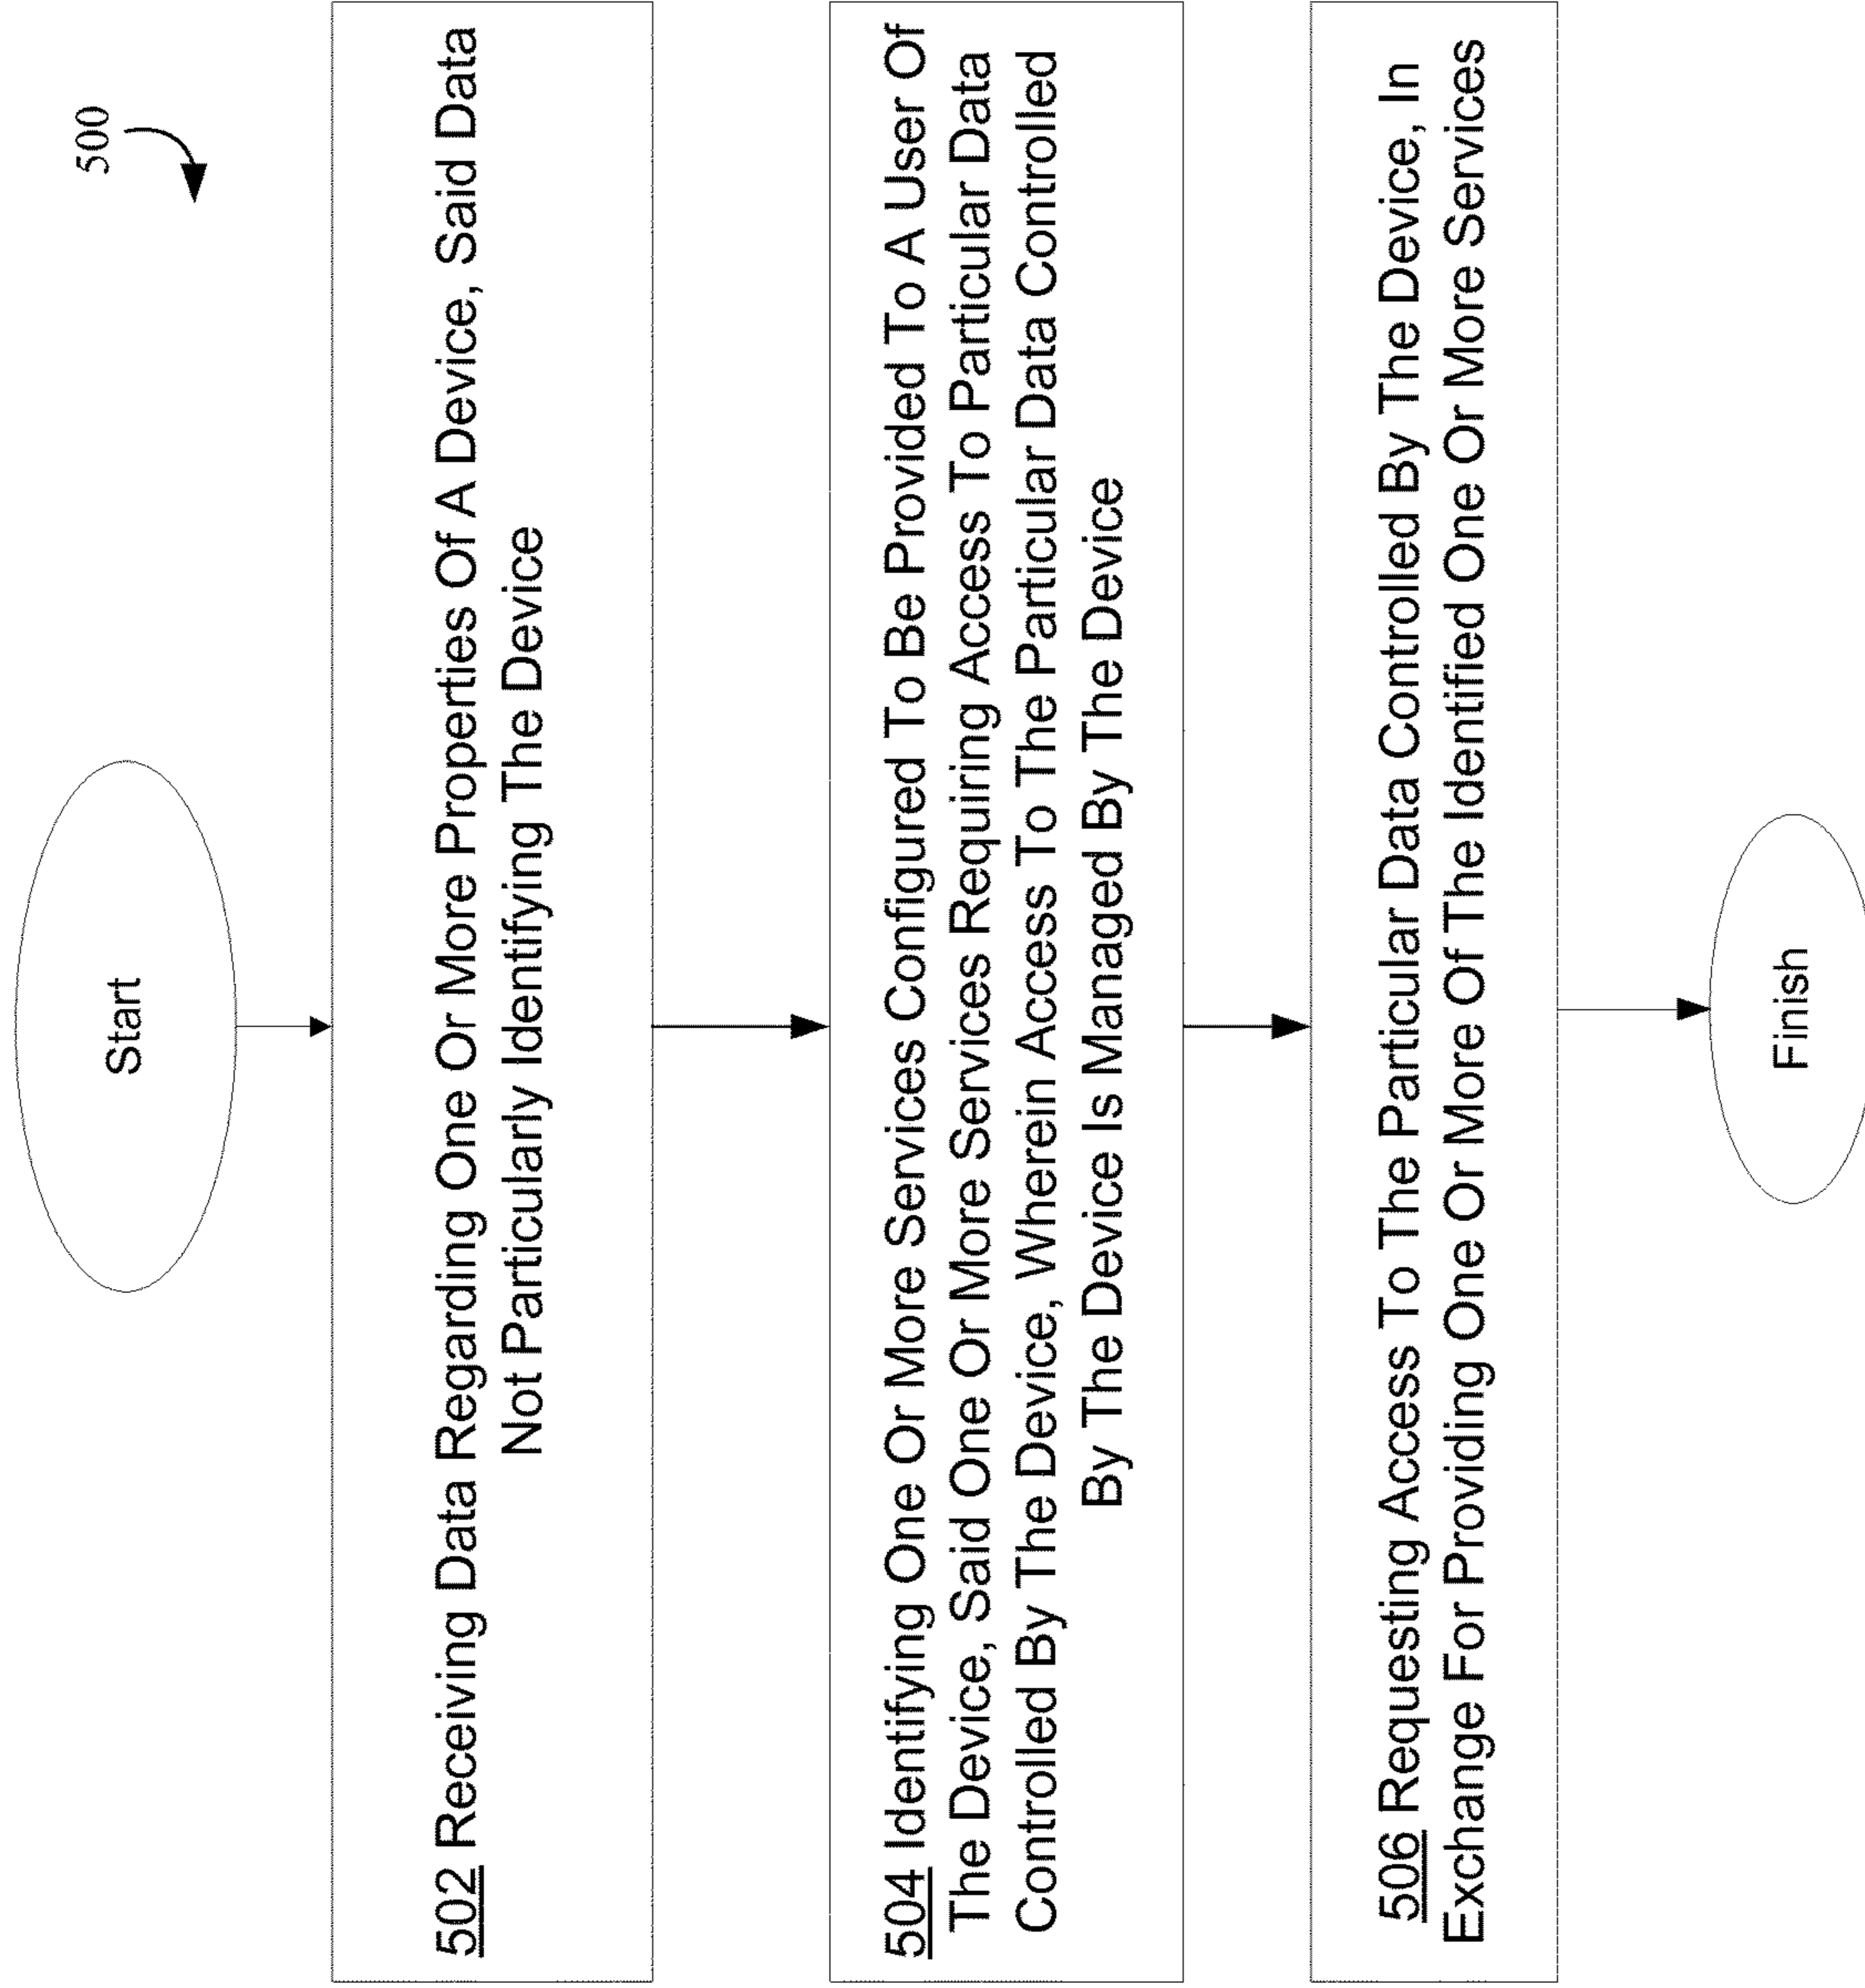 500
Start
502 Receiving Data Regarding One Or More Properties Of A Device, Said Data
Not Particularly Identifying The Device
504 Identifying One Or More Services Configured To Be Provided To A User Of
The Device, Said One Or More Services Requiring Access To Particular Data
Controlled By The Device, Wherein Access To The Particular Data Controlled
By The Device Is Managed By The Device
506 Requesting Access To The Particular Data Controlled By The Device, In
Exchange For Providing One Or More Of The Identified One Or More Services
Finish